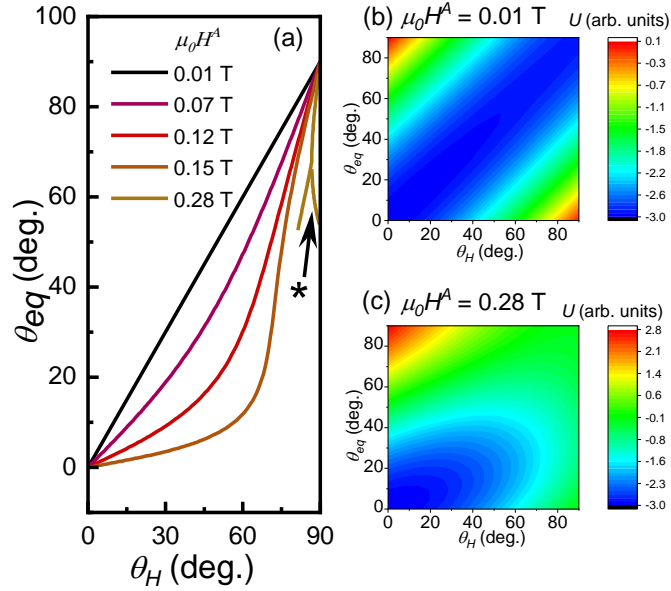 (a)
μ₀Hᴬ
0.01 T
0.07 T
0.12 T
0.15 T
0.28 T
*
100
80
60
40
20
0
θeq (deg.)
0
30
60
90
θH (deg.)
(b) μ₀Hᴬ = 0.01 T
U (arb. units)
80
60
40
20
0
θeq (deg.)
0
20
40
60
80
θH (deg.)
0.1
-0.3
-0.7
-1.1
-1.5
-1.8
-2.2
-2.6
-3.0
(c) μ₀Hᴬ = 0.28 T
U (arb. units)
80
60
40
20
0
θeq (deg.)
0
20
40
60
80
θH (deg.)
2.8
2.1
1.3
0.6
-0.1
-0.8
-1.6
-2.3
-3.0